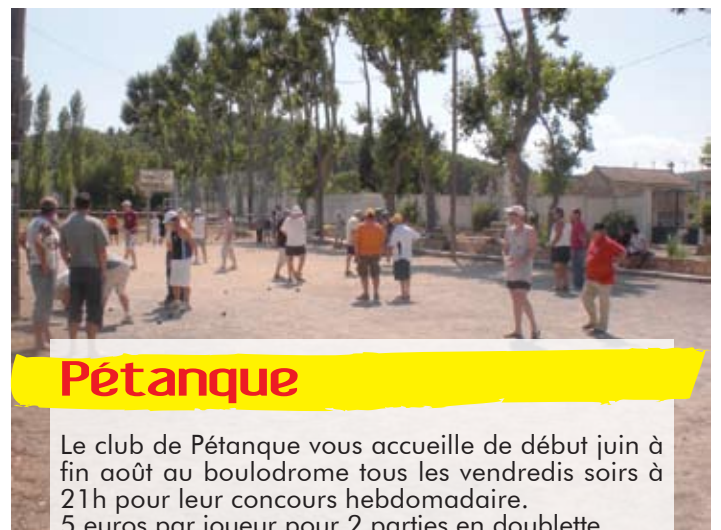 Pétanque
Le club de Pétanque vous accueille de début juin à
fin août au boulodrome tous les vendredis soirs à
21h pour leur concours hebdomadaire.
5 euros par joueur pour 2 parties en doublette